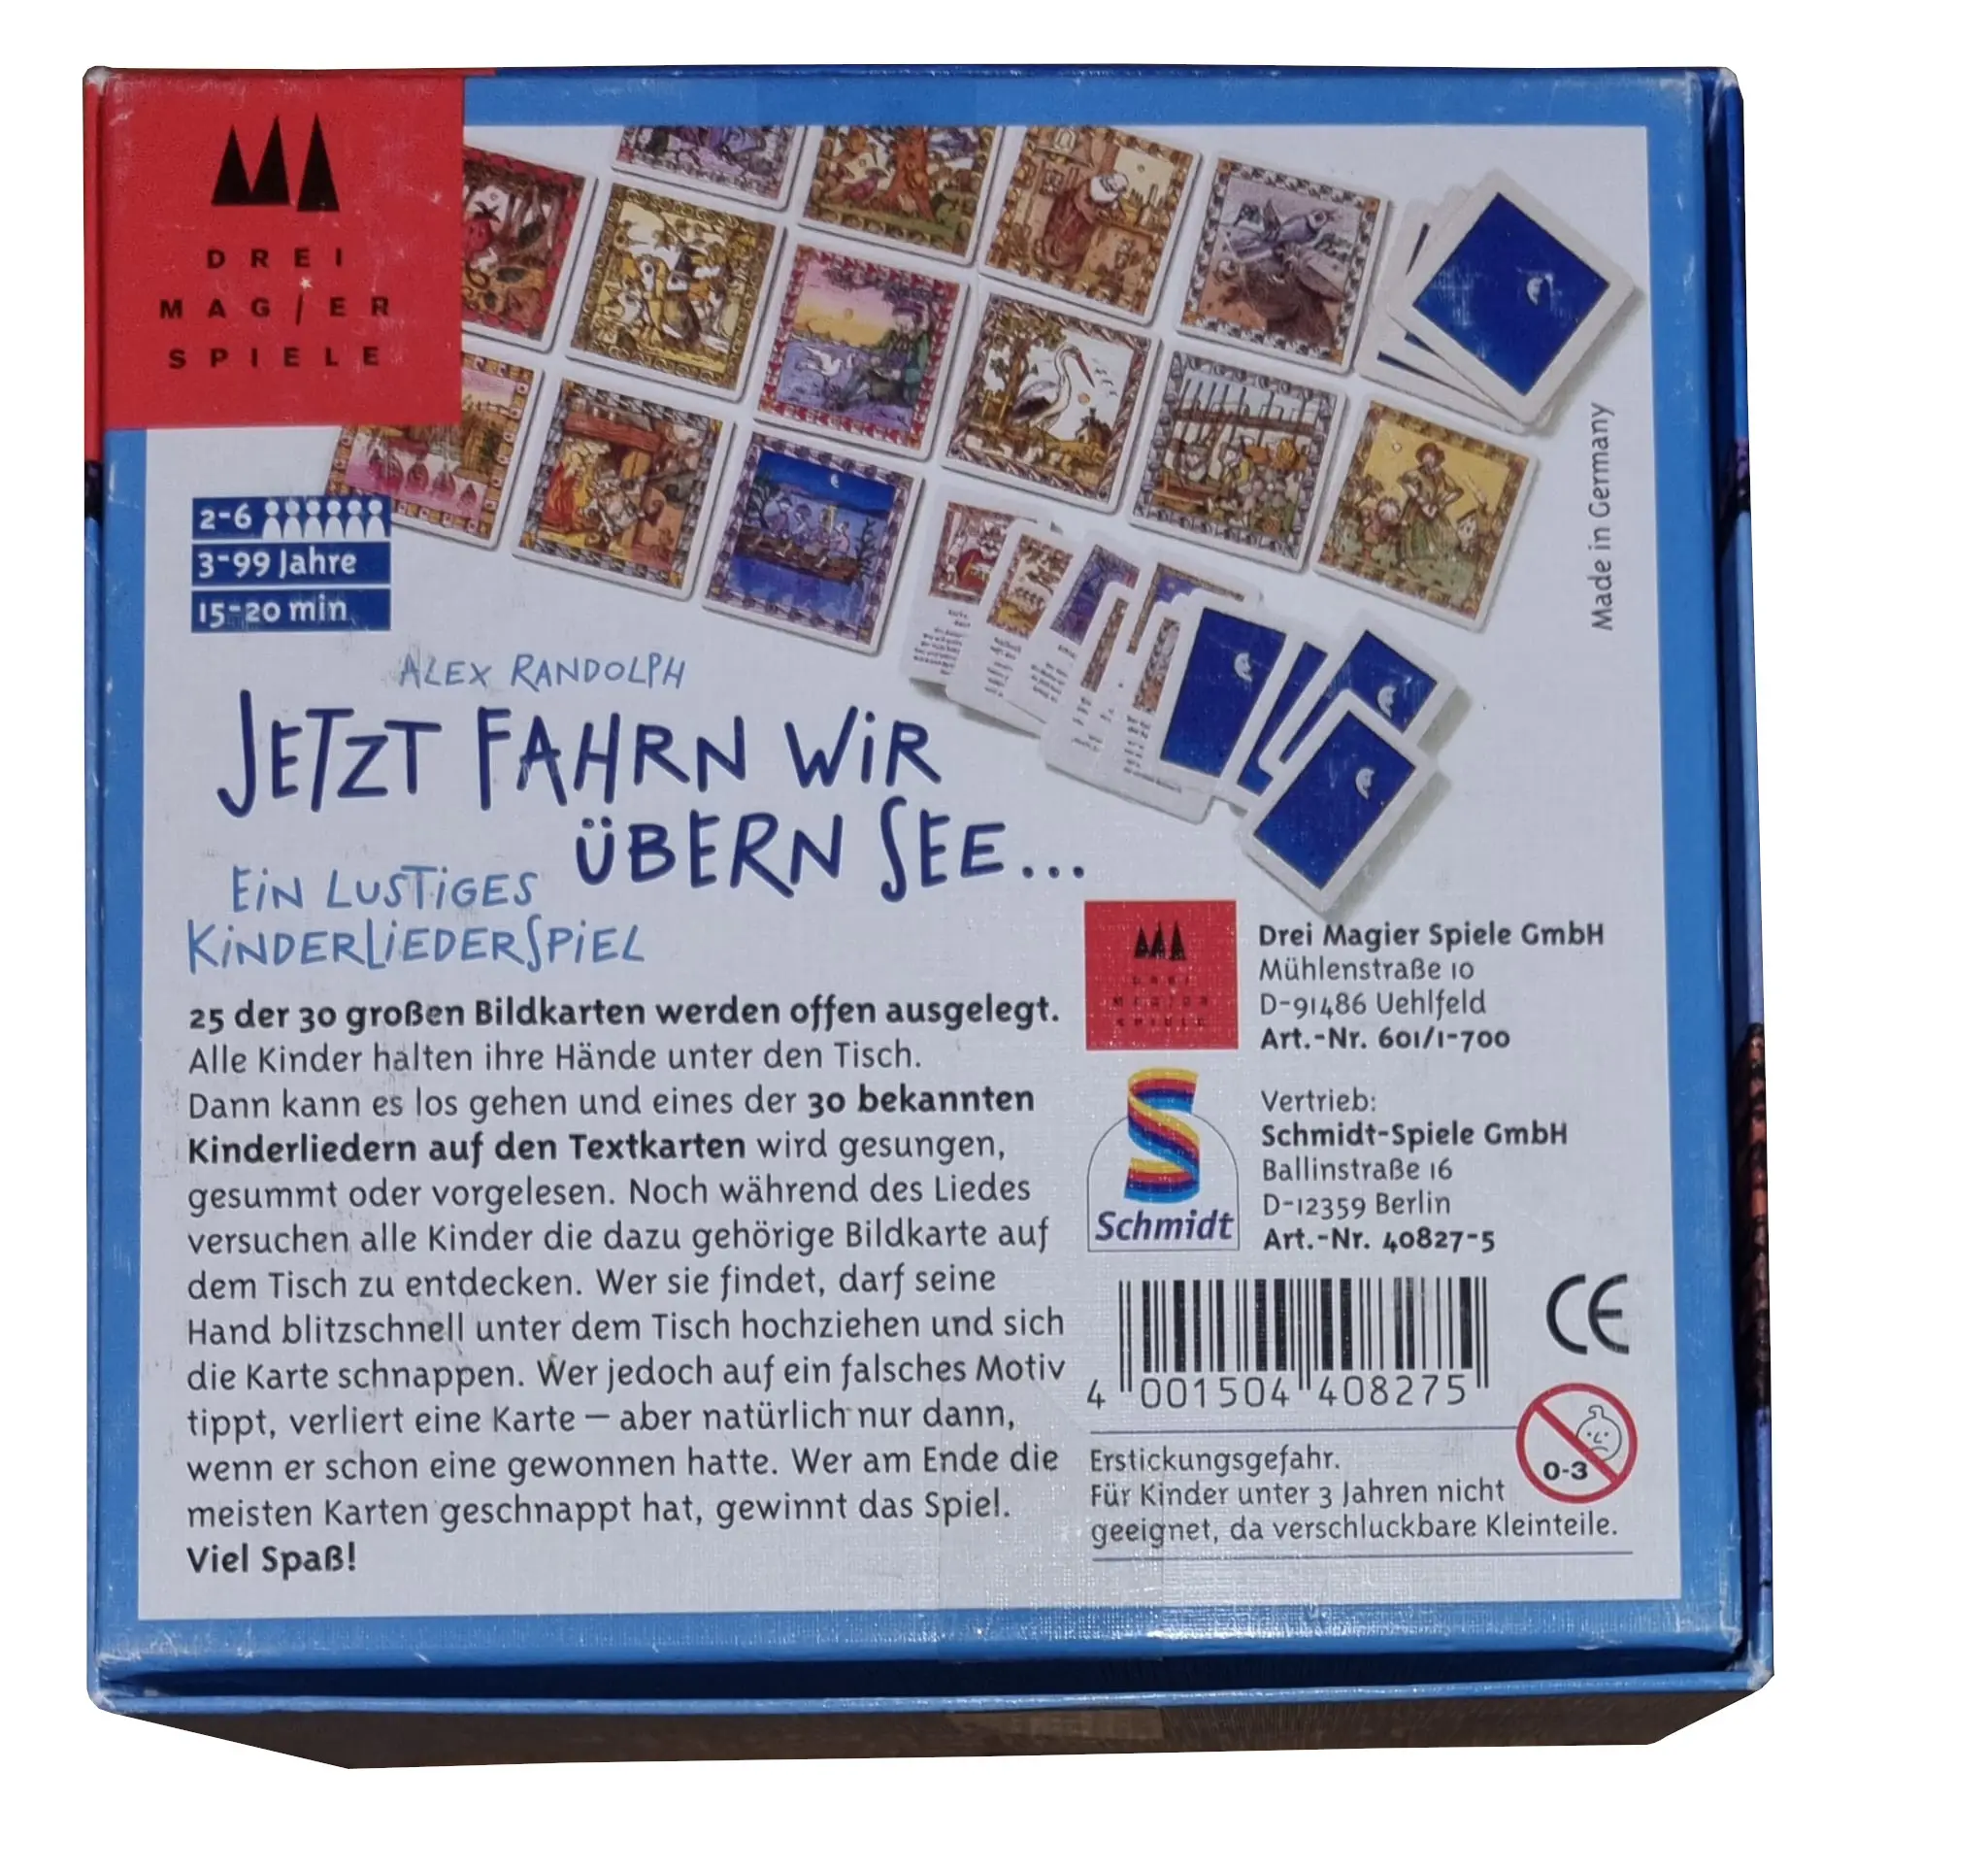 DREI
MAGIER
SPIELE
2-6
3-99 Jahre
15-20 min
Made in Germany
ALEX RANDOLPH
JETZT FAHRN WIR
ÜBERN SEE...
EIN LUSTIGES
KINDERLIEDERSPIEL
25 der 30 großen Bildkarten werden offen ausgelegt.
Alle Kinder halten ihre Hände unter den Tisch.
Dann kann es los gehen und eines der 30 bekannten
Kinderliedern auf den Textkarten wird gesungen,
gesummt oder vorgelesen. Noch während des Liedes
versuchen alle Kinder die dazu gehörige Bildkarte auf
dem Tisch zu entdecken. Wer sie findet, darf seine
Hand blitzschnell unter dem Tisch hochziehen und sich
die Karte schnappen. Wer jedoch auf ein falsches Motiv
tippt, verliert eine Karte – aber natürlich nur dann,
wenn er schon eine gewonnen hatte. Wer am Ende die
meisten Karten geschnappt hat, gewinnt das Spiel.
Viel Spaß!
DREI
MAGIER
SPIELE
Drei Magier Spiele GmbH
Mühlenstraße 10
D-91486 Uehlfeld
Art.-Nr. 601/1-700
Schmidt
Vertrieb:
Schmidt-Spiele GmbH
Ballinstraße 16
D-12359 Berlin
Art.-Nr. 40827-5
4 001504 408275
CE
0-3
Erstickungsgefahr.
Für Kinder unter 3 Jahren nicht
geeignet, da verschluckbare Kleinteile.